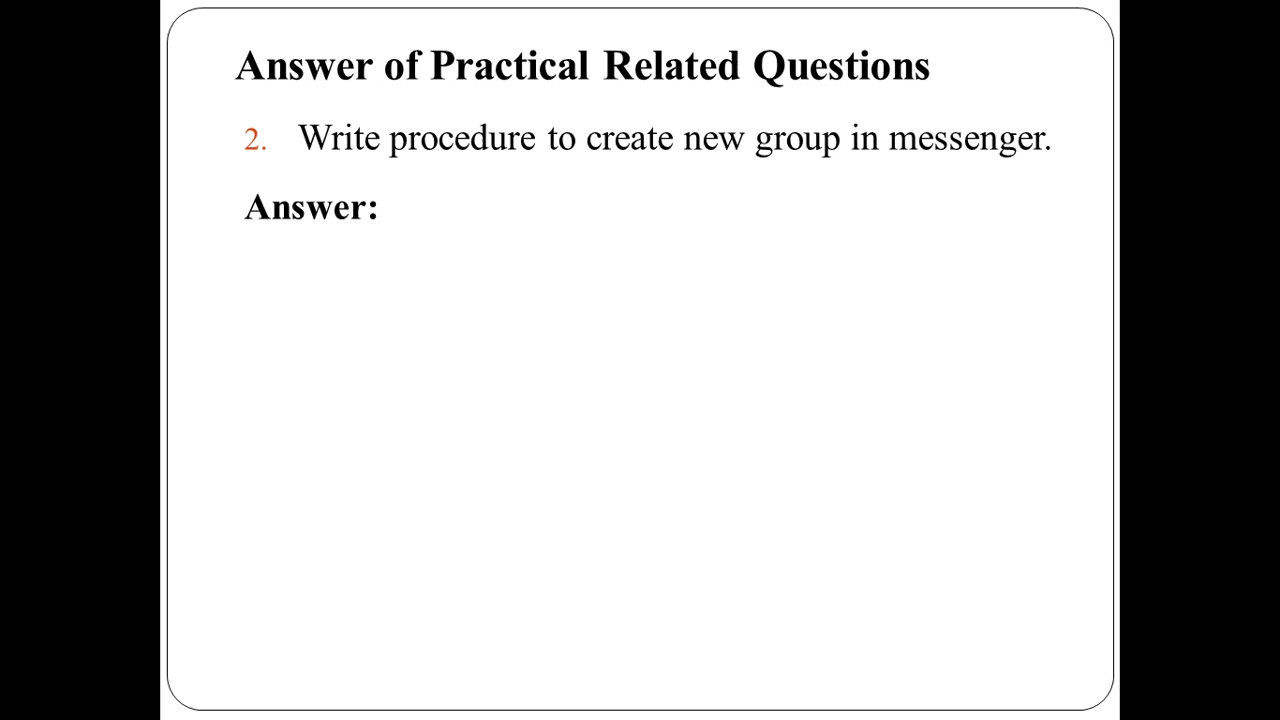 Answer of Practical Related Questions
2. Write procedure to create new group in messenger.
Answer: